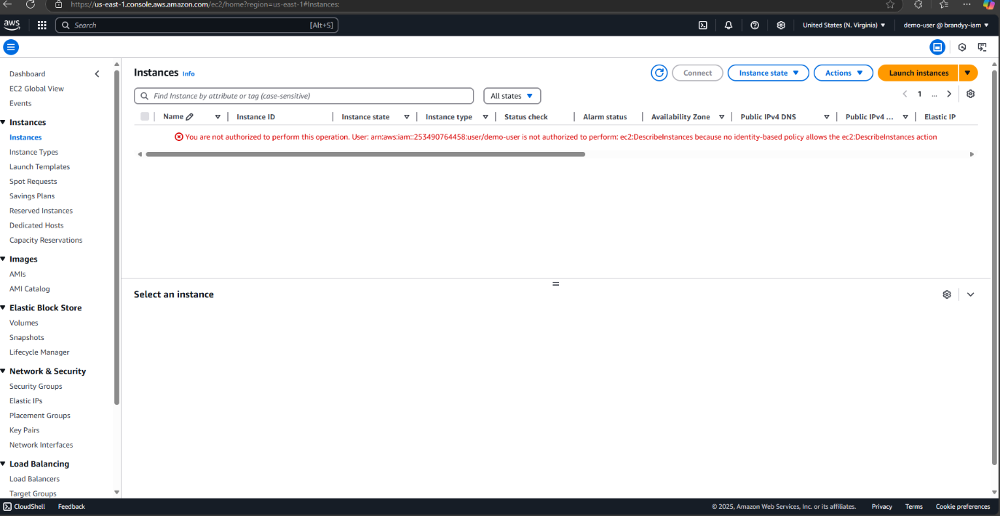 https://us-east-1.console.aws.amazon.com/ec2/home?region=us-east-1#Instances:
aws Search [Alt+S] United States (N. Virginia) demo-user @ brandyy-iam
Dashboard
EC2 Global View
Events
Instances
Instances
Instance Types
Launch Templates
Spot Requests
Savings Plans
Reserved Instances
Dedicated Hosts
Capacity Reservations
Images
AMIs
AMI Catalog
Elastic Block Store
Volumes
Snapshots
Lifecycle Manager
Network & Security
Security Groups
Elastic IPs
Placement Groups
Key Pairs
Network Interfaces
Load Balancing
Load Balancers
Target Groups
Instances Info Connect Instance state Actions Launch instances
Find Instance by attribute or tag (case-sensitive) All states 1 ...
Name Instance ID Instance state Instance type Status check Alarm status Availability Zone Public IPv4 DNS Public IPv4 ... Elastic IP
You are not authorized to perform this operation. User: arn:aws:iam::253490764458:user/demo-user is not authorized to perform: ec2:DescribeInstances because no identity-based policy allows the ec2:DescribeInstances action
Select an instance
CloudShell Feedback © 2025, Amazon Web Services, Inc. or its affiliates. Privacy Terms Cookie preferences